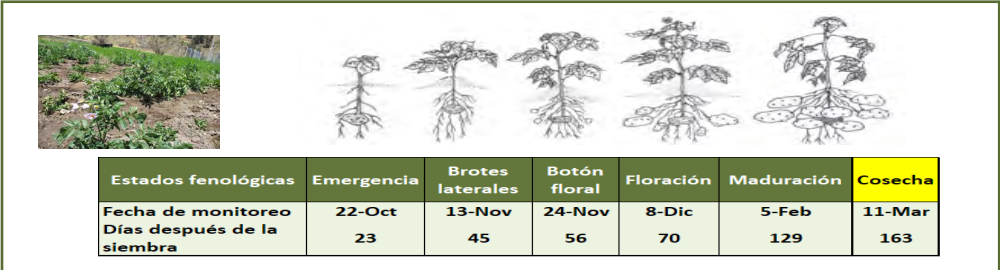 Estados fenológicas Emergencia Brotes laterales Botón floral Floración Maduración Cosecha
Fecha de monitoreo 22-Oct 13-Nov 24-Nov 8-Dic 5-Feb 11-Mar
Días después de la siembra 23 45 56 70 129 163